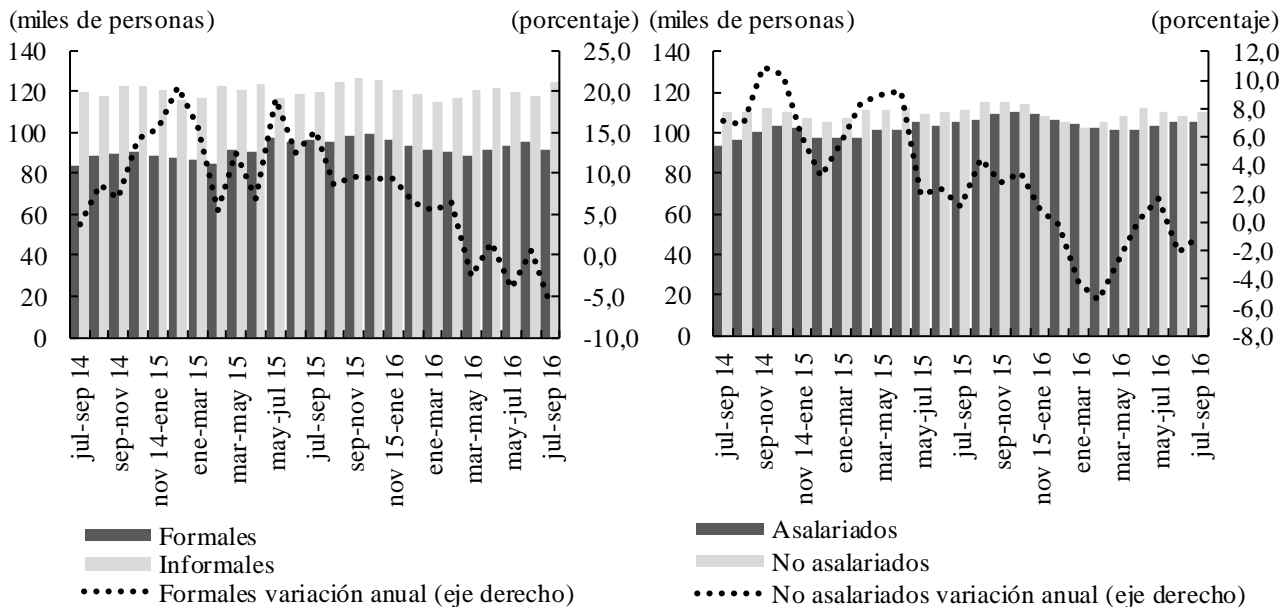 (miles de personas)
(porcentaje)
140
120
100
80
60
40
20
0
25,0
20,0
15,0
10,0
5,0
0,0
-5,0
-10,0
jul-sep 14
sep-nov 14
nov 14-ene 15
ene-mar 15
mar-may 15
may-jul 15
jul-sep 15
sep-nov 15
nov 15-ene 16
ene-mar 16
mar-may 16
may-jul 16
jul-sep 16
Formales
Informales
Formales variación anual (eje derecho)
(miles de personas)
(porcentaje)
140
120
100
80
60
40
20
0
12,0
10,0
8,0
6,0
4,0
2,0
0,0
-2,0
-4,0
-6,0
-8,0
jul-sep 14
sep-nov 14
nov 14-ene 15
ene-mar 15
mar-may 15
may-jul 15
jul-sep 15
sep-nov 15
nov 15-ene 16
ene-mar 16
mar-may 16
may-jul 16
jul-sep 16
Asalariados
No asalariados
No asalariados variación anual (eje derecho)